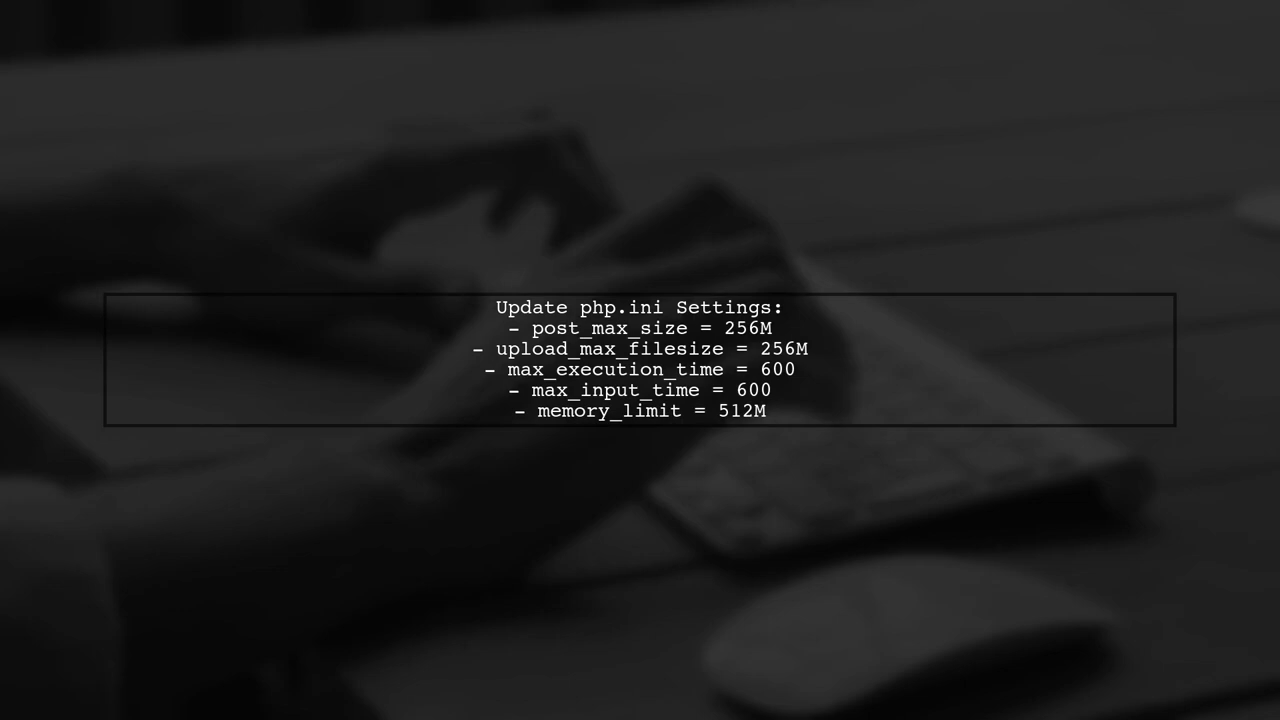 Update php.ini Settings:
- post_max_size = 256M
- upload_max_filesize = 256M
- max_execution_time = 600
- max_input_time = 600
- memory_limit = 512M